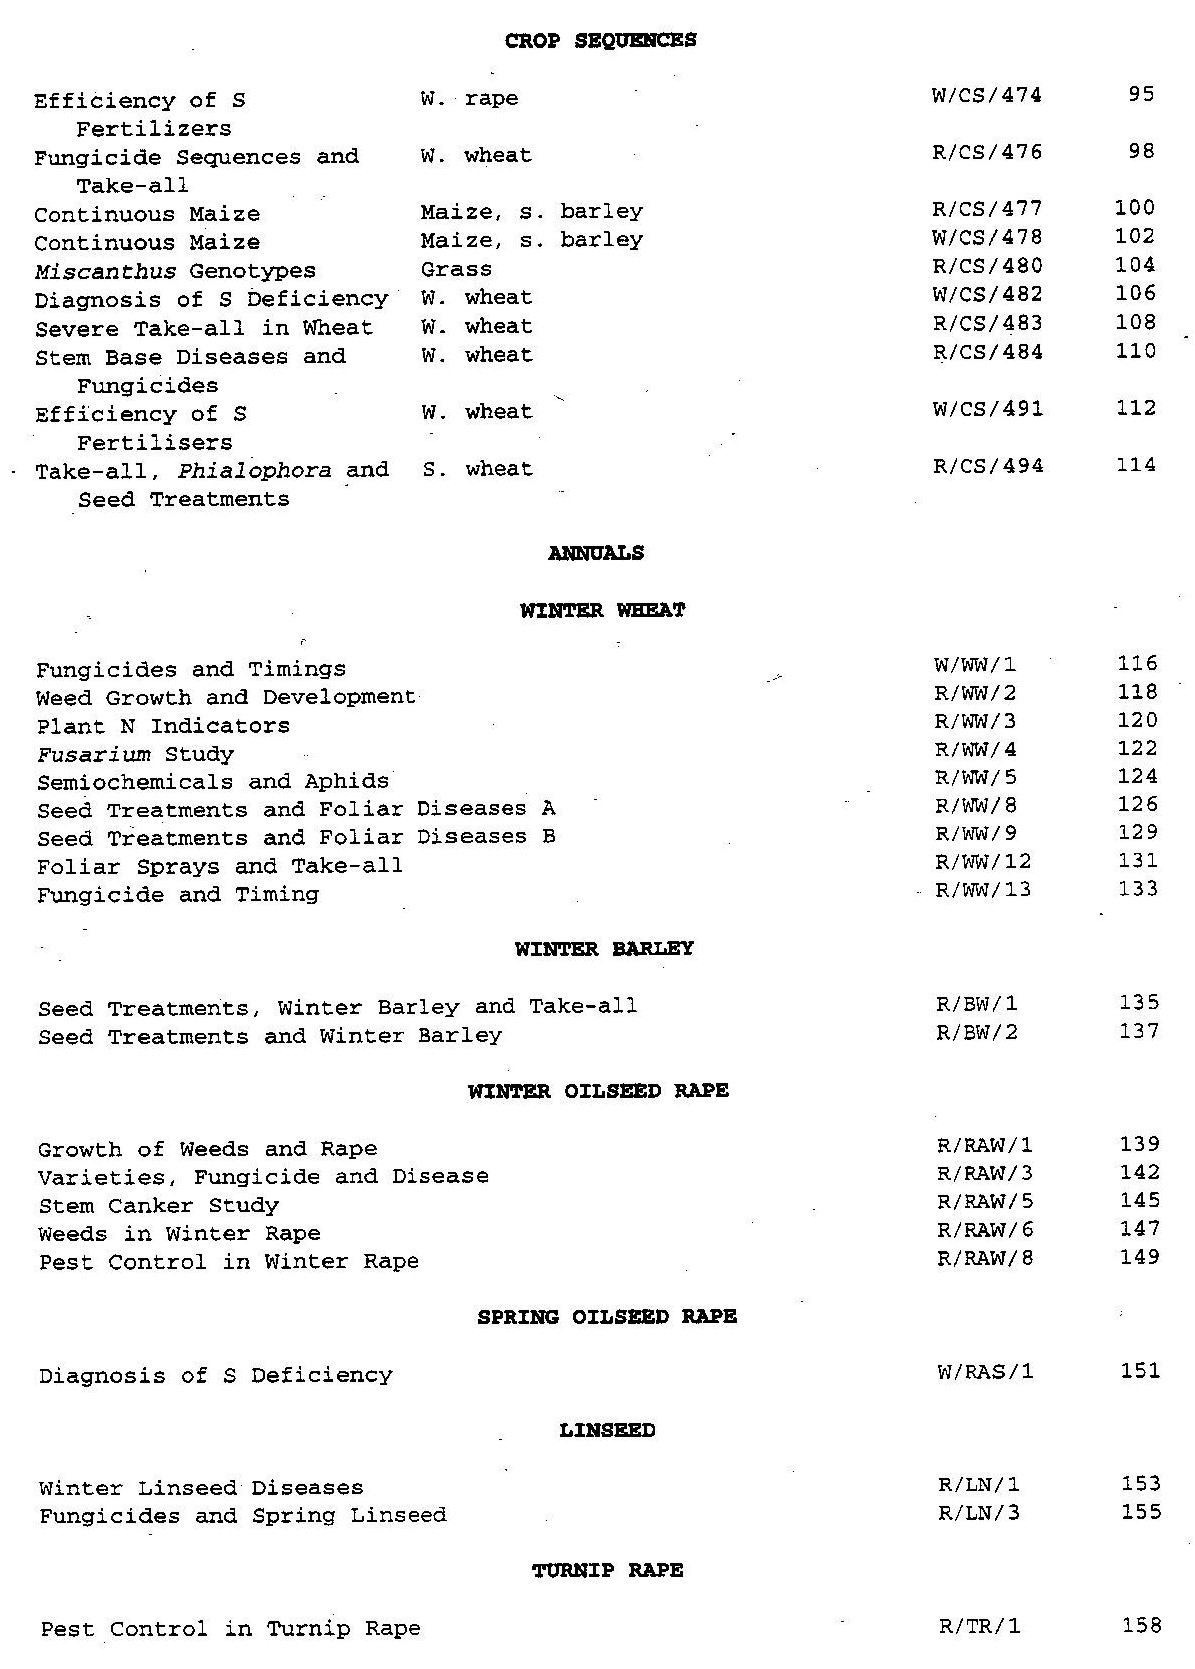 CROP SEQUENCES
Efficiency of S W. rape W/CS/474 95
Fertilizers
Fungicide Sequences and W. wheat R/CS/476 98
Take-all
Continuous Maize Maize, s. barley R/CS/477 100
Continuous Maize Maize, s. barley W/CS/478 102
Miscanthus Genotypes Grass R/CS/480 104
Diagnosis of S Deficiency W. wheat W/CS/482 106
Severe Take-all in Wheat W. wheat R/CS/483 108
Stem Base Diseases and W. wheat R/CS/484 110
Fungicides
Efficiency of S W. wheat W/CS/491 112
Fertilisers
Take-all, Phialophora and S. wheat R/CS/494 114
Seed Treatments
ANNUALS
WINTER WHEAT
Fungicides and Timings W/WW/1 116
Weed Growth and Development R/WW/2 118
Plant N Indicators R/WW/3 120
Fusarium Study R/WW/4 122
Semiochemicals and Aphids R/WW/5 124
Seed Treatments and Foliar Diseases A R/WW/8 126
Seed Treatments and Foliar Diseases B R/WW/9 129
Foliar Sprays and Take-all R/WW/12 131
Fungicide and Timing R/WW/13 133
WINTER BARLEY
Seed Treatments, Winter Barley and Take-all R/BW/1 135
Seed Treatments and Winter Barley R/BW/2 137
WINTER OILSEED RAPE
Growth of Weeds and Rape R/RAW/1 139
Varieties, Fungicide and Disease R/RAW/3 142
Stem Canker Study R/RAW/5 145
Weeds in Winter Rape R/RAW/6 147
Pest Control in Winter Rape R/RAW/8 149
SPRING OILSEED RAPE
Diagnosis of S Deficiency W/RAS/1 151
LINSEED
Winter Linseed Diseases R/LN/1 153
Fungicides and Spring Linseed R/LN/3 155
TURNIP RAPE
Pest Control in Turnip Rape R/TR/1 158